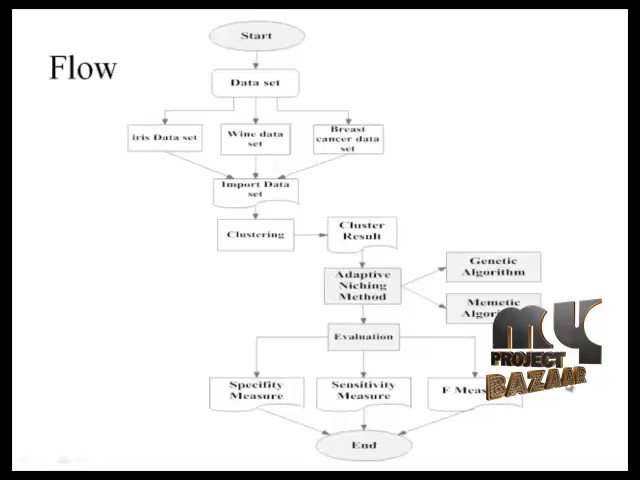 Start
Flow
Data set
iris Data set
Wine data
set
Breast
cancer data
set
Import Data
set
Clustering
Cluster
Result
Adaptive
Niching
Method
Genetic
Algorithm
Memetic
MY
PROJECT
BAZAAR
Evaluation
Specifity
Measure
Sensitivity
Measure
F
End